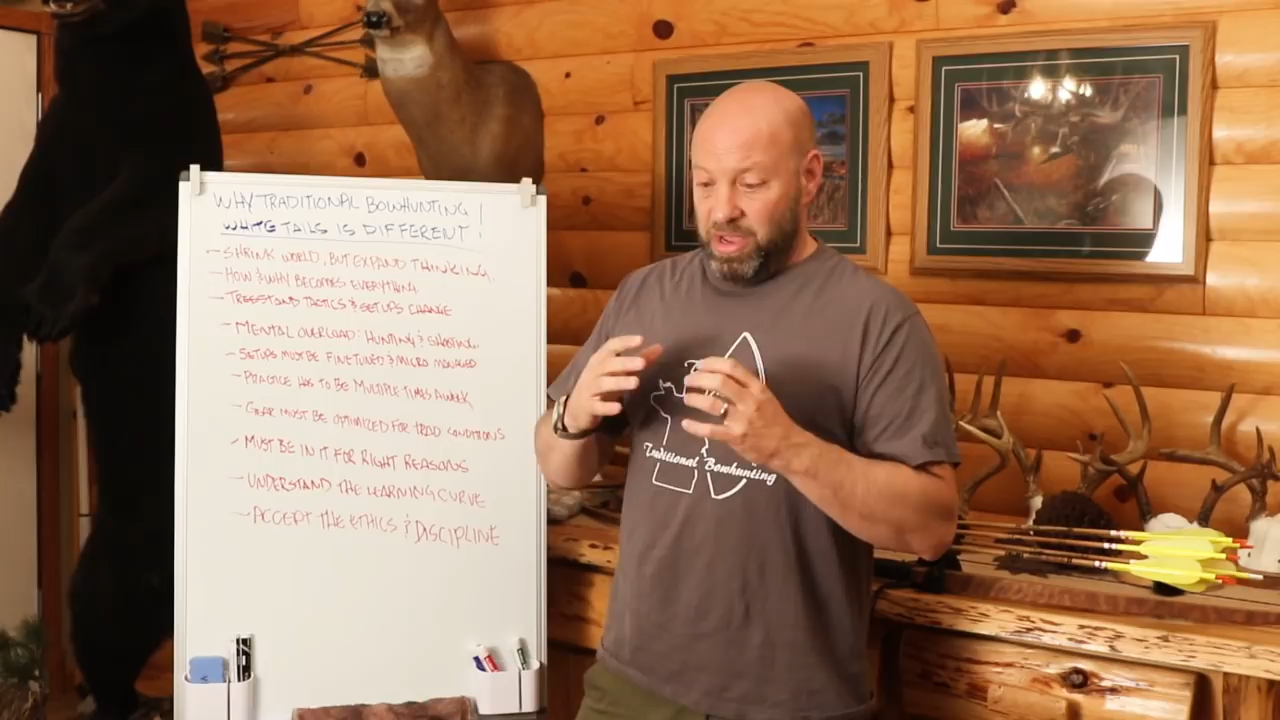 WHY TRADITIONAL BOWHUNTING !
WHITETAILS IS DIFFERENT !
- SHRINK WORLD, BUT EXPAND THINKING
- HOW & WHY BECOMES EVERYTHING
- TREESTAND TACTICS & SETUPS CHANGE
- MENTAL OVERLOAD: HUNTING & SHOOTING
- SETUPS MUST BE FINETUNED & MICRO MANAGED
- PRACTICE HAS TO BE MULTIPLE TIMES A WEEK
- GEAR MUST BE OPTIMIZED FOR TRAD CONDITIONS
- MUST BE IN IT FOR RIGHT REASONS
- UNDERSTAND THE LEARNING CURVE
- ACCEPT THE ETHICS & DISCIPLINE
Traditional Bowhunting